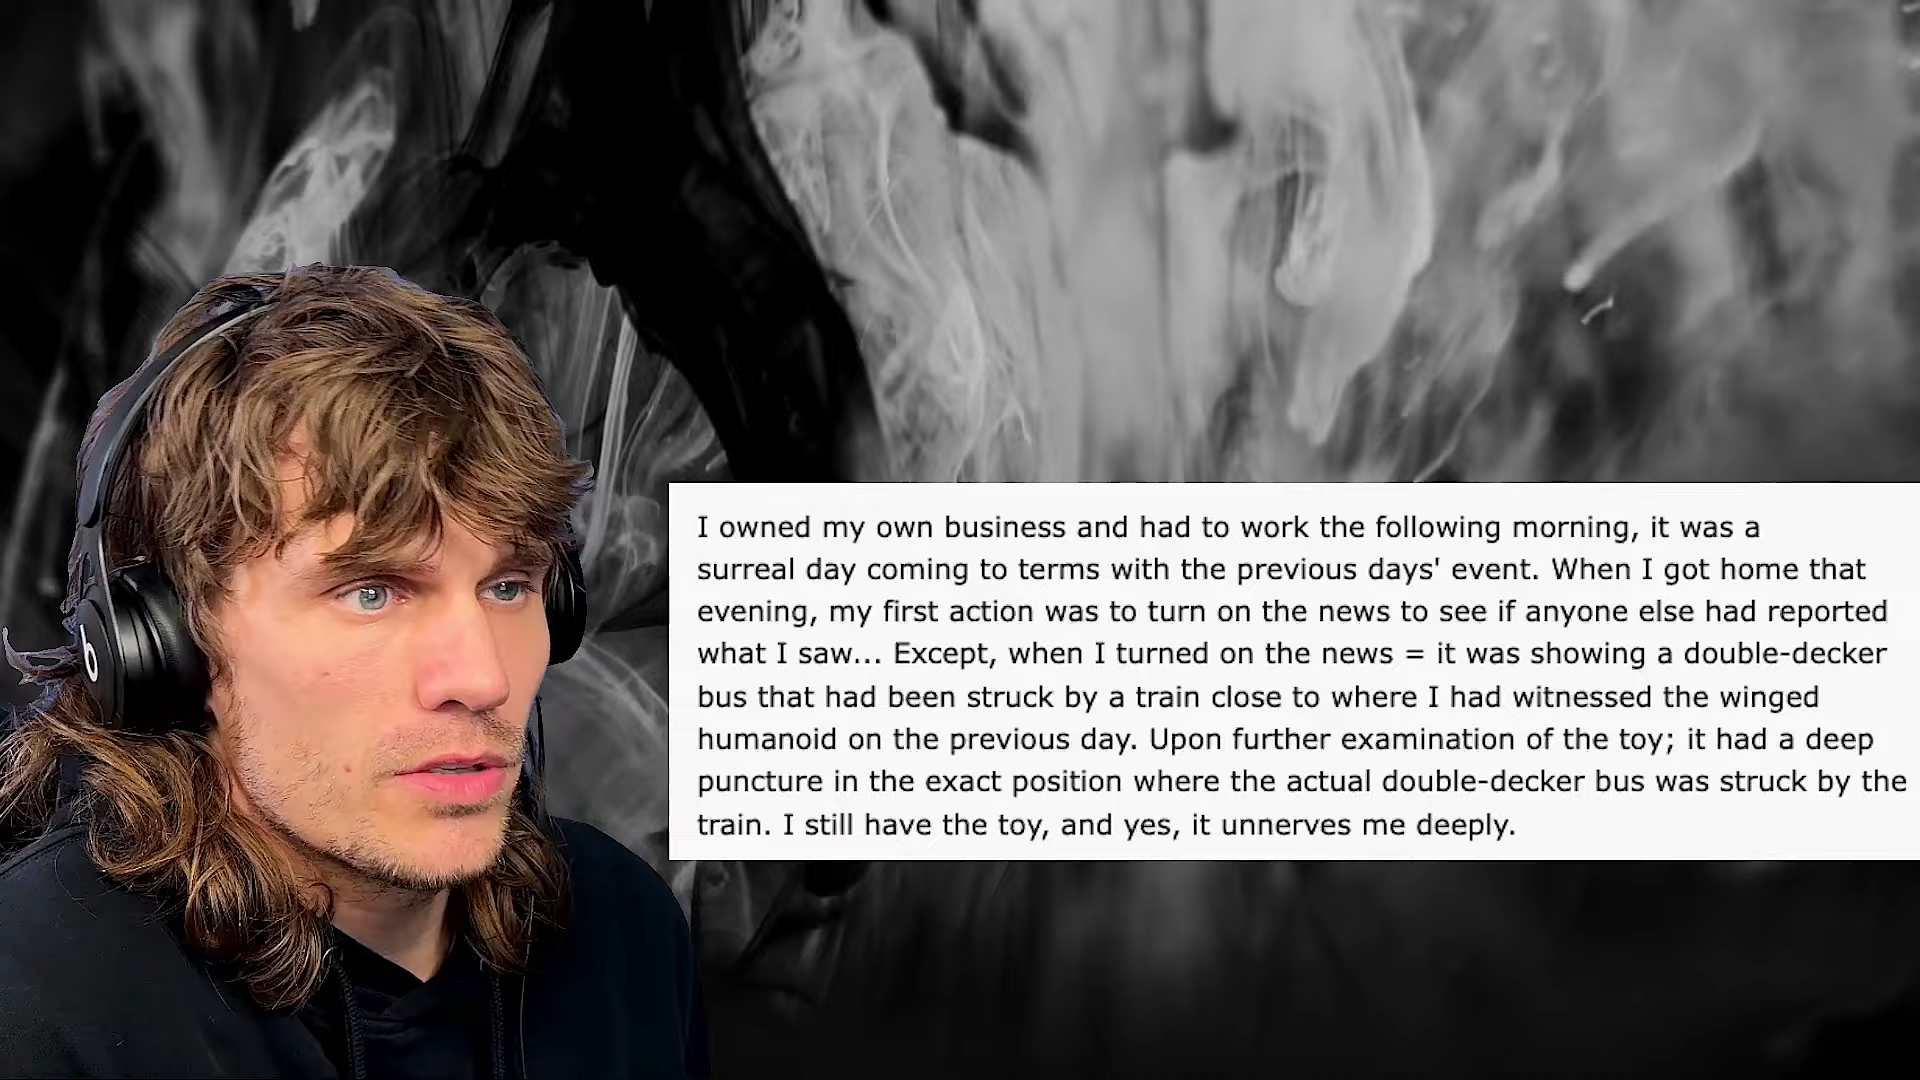 I owned my own business and had to work the following morning, it was a
surreal day coming to terms with the previous days' event. When I got home that
evening, my first action was to turn on the news to see if anyone else had reported
what I saw... Except, when I turned on the news = it was showing a double-decker
bus that had been struck by a train close to where I had witnessed the winged
humanoid on the previous day. Upon further examination of the toy; it had a deep
puncture in the exact position where the actual double-decker bus was struck by the
train. I still have the toy, and yes, it unnerves me deeply.